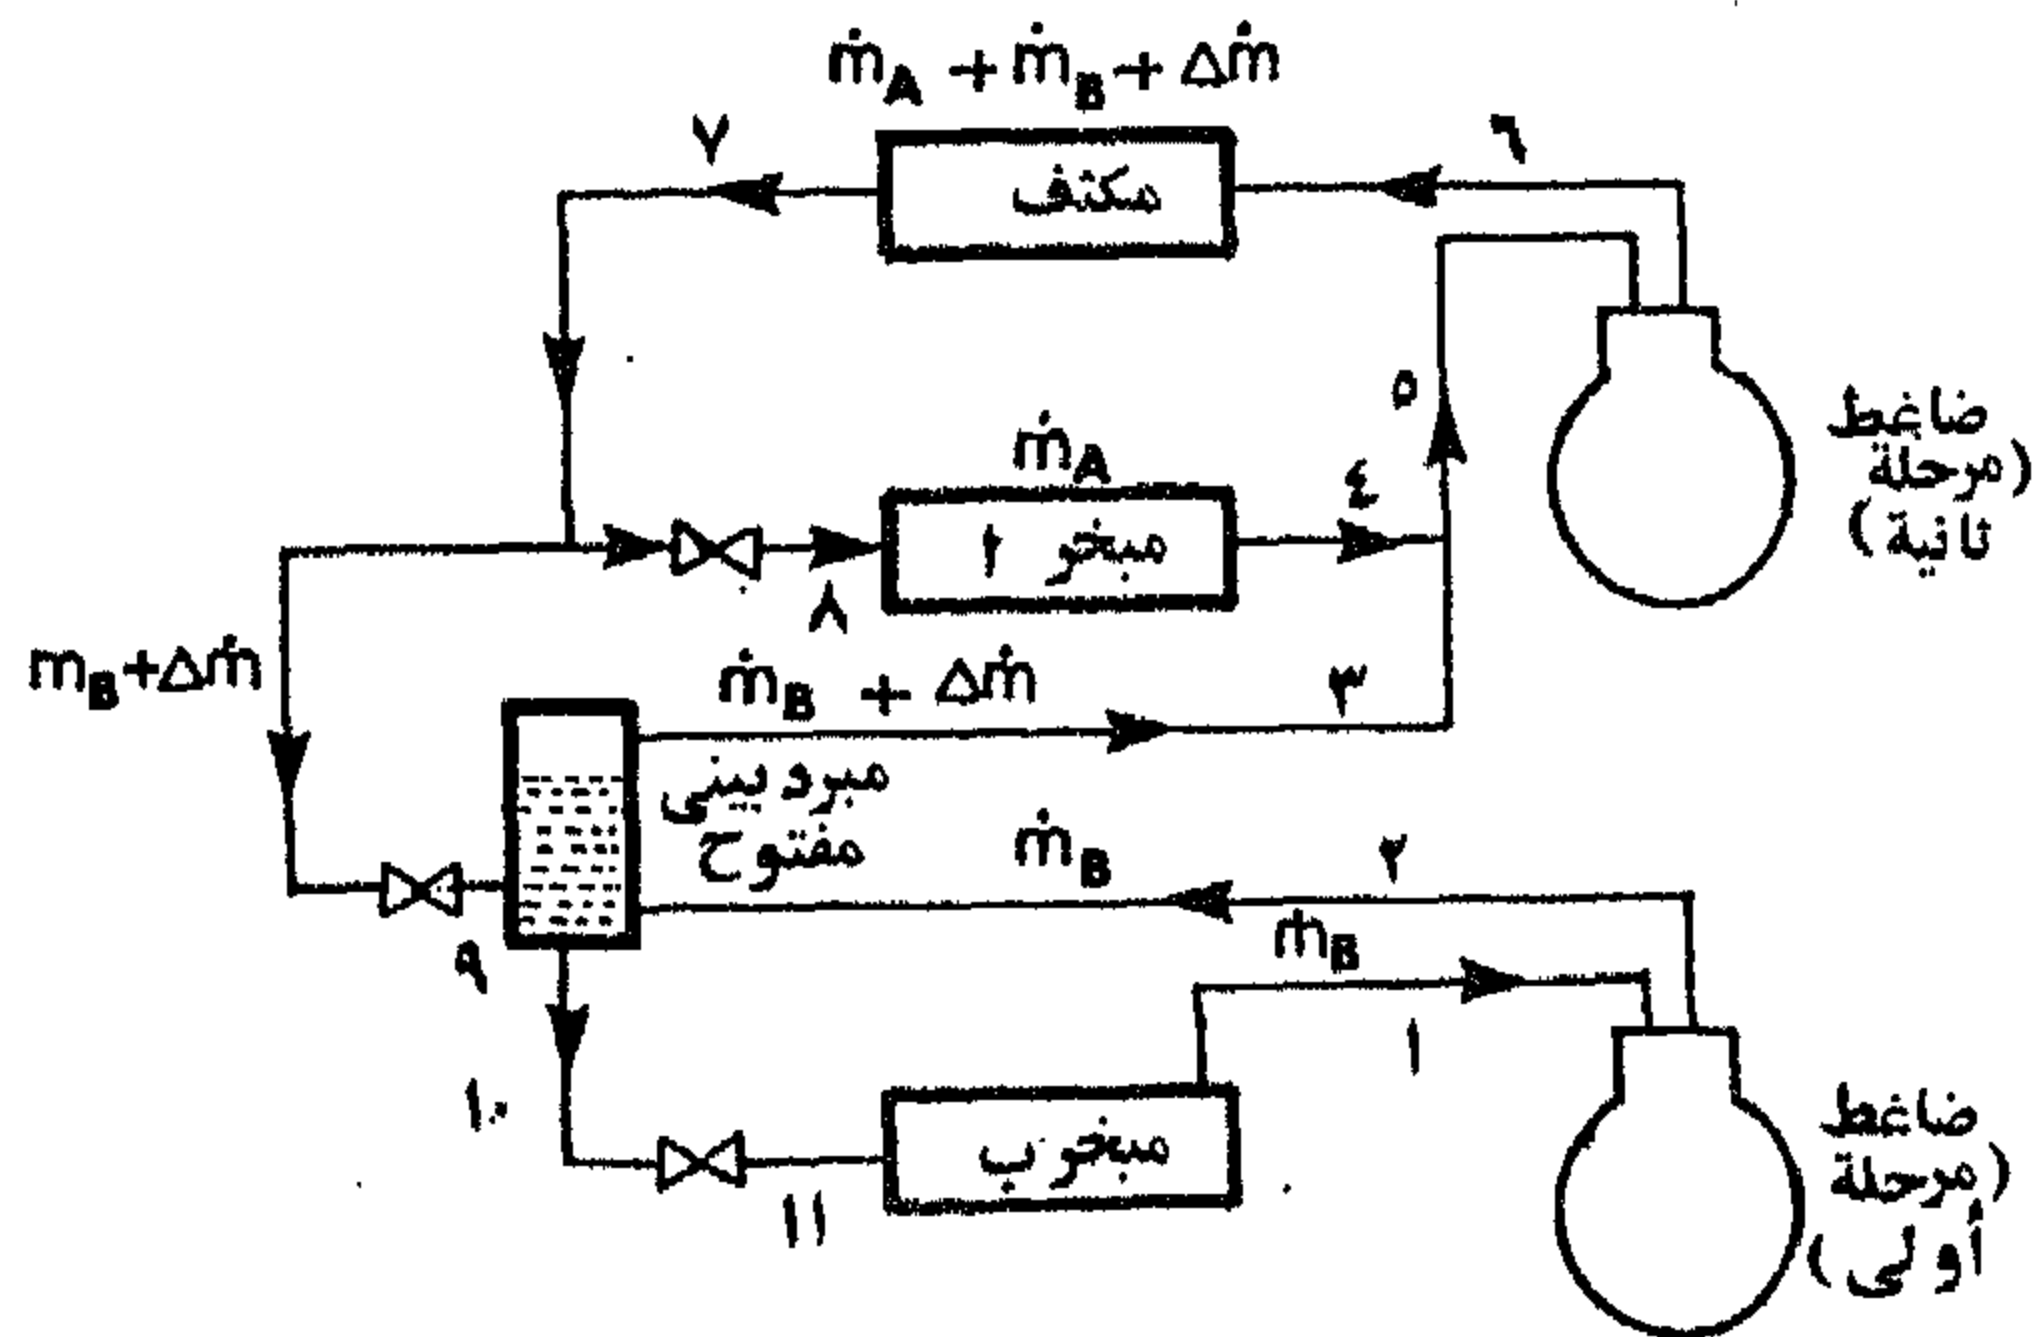 ṁA + ṁB + Δṁ
٧
٦
مكثف
ضاغط
(مرحلة
ثانية)
٥
ṁA
٤
مبخر أ
٨
mB + Δṁ
ṁB + Δṁ
٣
مبرد بينى
مفتوح
ṁB
٢
ṁB
٩
١
١٠
ضاغط
(مرحلة
أولى)
مبخر ب
١١